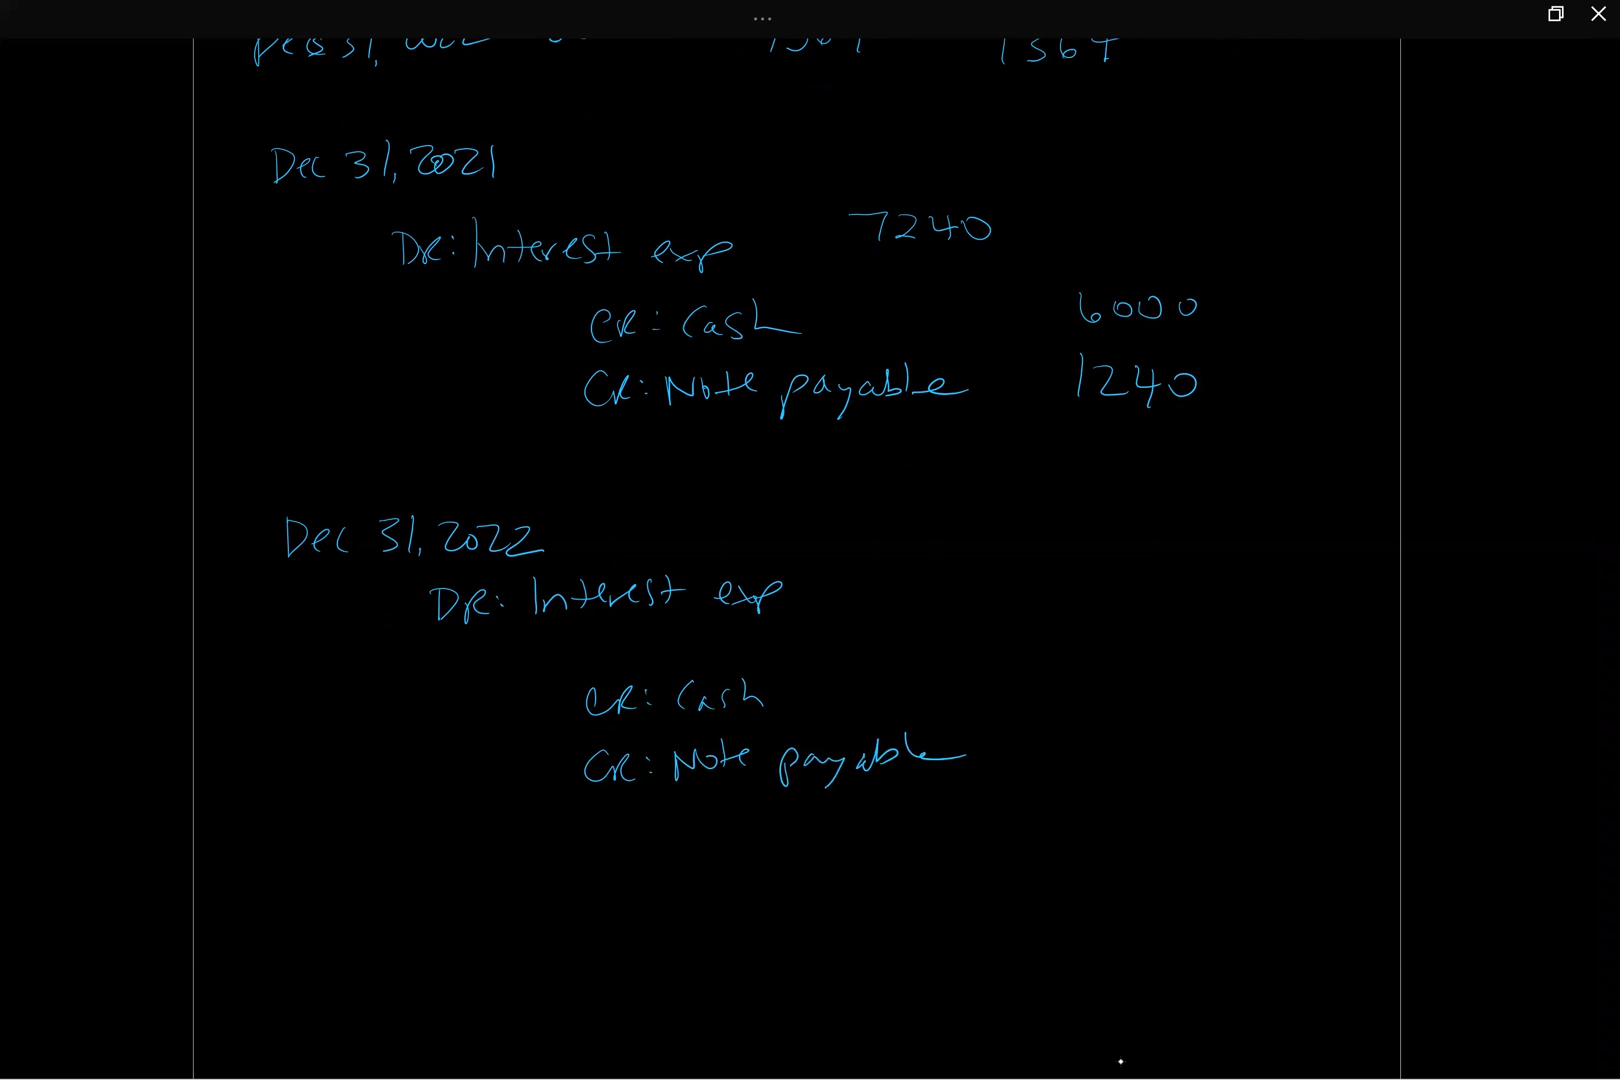 1364
Dec 31, 2021
DR: Interest exp 7240
CR: Cash 6000
CR: Note payable 1240
Dec 31, 2022
DR: Interest exp
CR: Cash
CR: Note payable